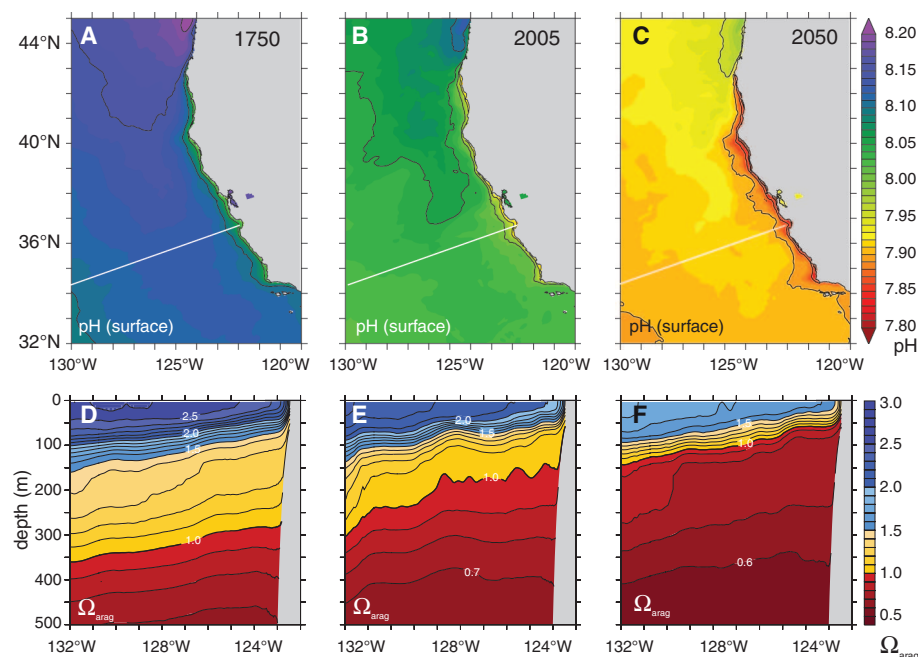 A 1750
B 2005
C 2050
44°N
40°N
36°N
32°N
pH (surface)
pH (surface)
pH (surface)
130°W 125°W 120°W
130°W 125°W 120°W
130°W 125°W 120°W
8.20
8.15
8.10
8.05
8.00
7.95
7.90
7.85
7.80
pH
D
E
F
0
100
200
300
400
500
depth (m)
2.5
2.0
1.5
1.0
Ωarag
2.0
1.5
1.0
0.7
Ωarag
1.5
1.0
0.6
Ωarag
132°W 128°W 124°W
132°W 128°W 124°W
132°W 128°W 124°W
3.0
2.5
2.0
1.5
1.0
0.5
Ωarag